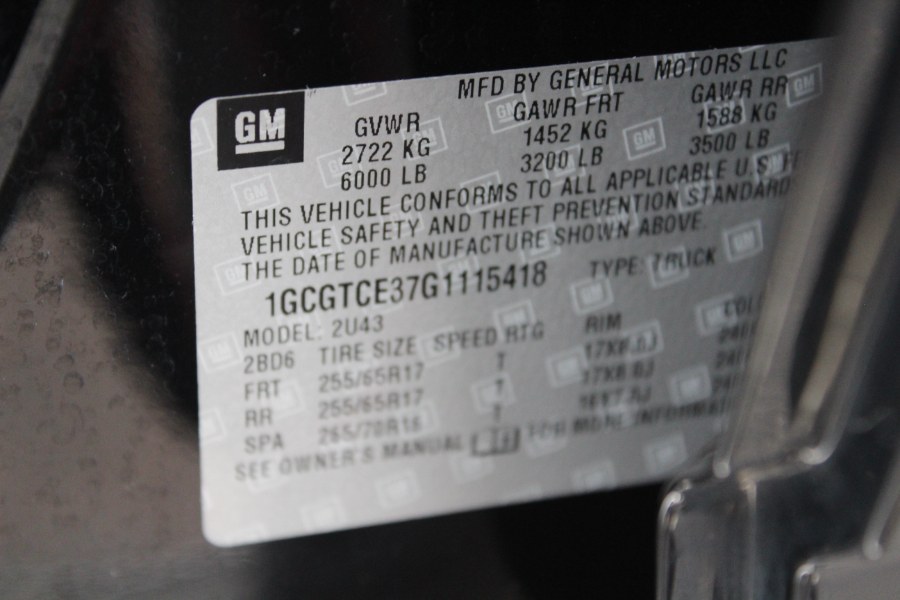 MFD BY GENERAL MOTORS LLC
GM GVWR GAWR FRT GAWR RR
2722 KG 1452 KG 1588 KG
6000 LB 3200 LB 3500 LB
THIS VEHICLE CONFORMS TO ALL APPLICABLE U.S.
VEHICLE SAFETY AND THEFT PREVENTION STANDARD
THE DATE OF MANUFACTURE SHOWN ABOVE.
1GCGTCE37G1115418 TYPE: TRUCK
MODEL: 2U43
2BD6 TIRE SIZE SPEED RTG RIM
FRT 255/65R17 T 17X8.0J
RR 255/65R17 T 17X8.0J
SPA 265/70R16 T
SEE OWNER'S MANUAL FOR MORE